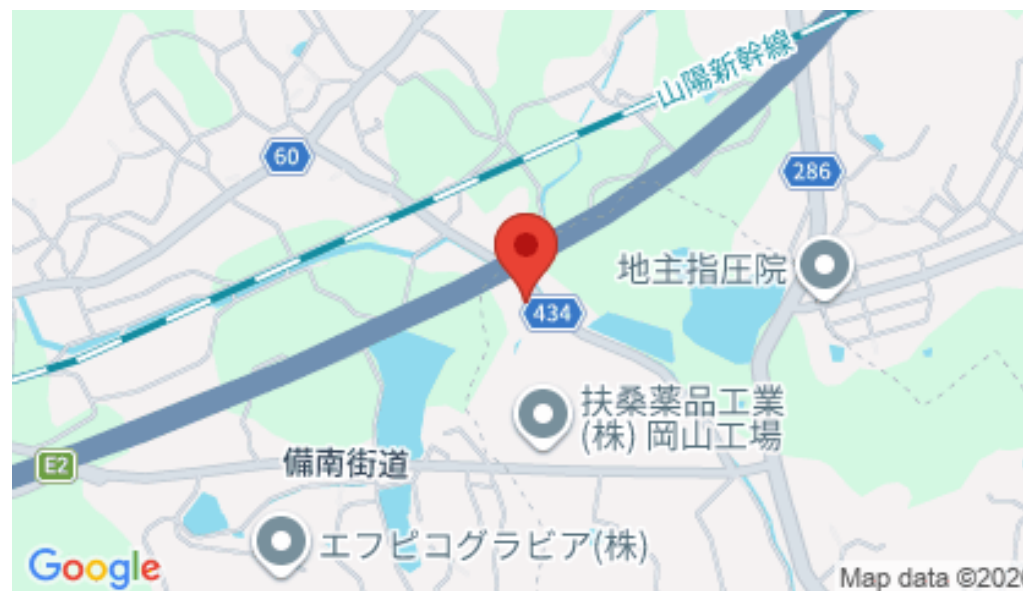 山陽新幹線
60
286
地主指圧院
434
扶桑薬品工業
(株) 岡山工場
備南街道
E2
エフピコグラビア(株)
Google
Map data ©2020